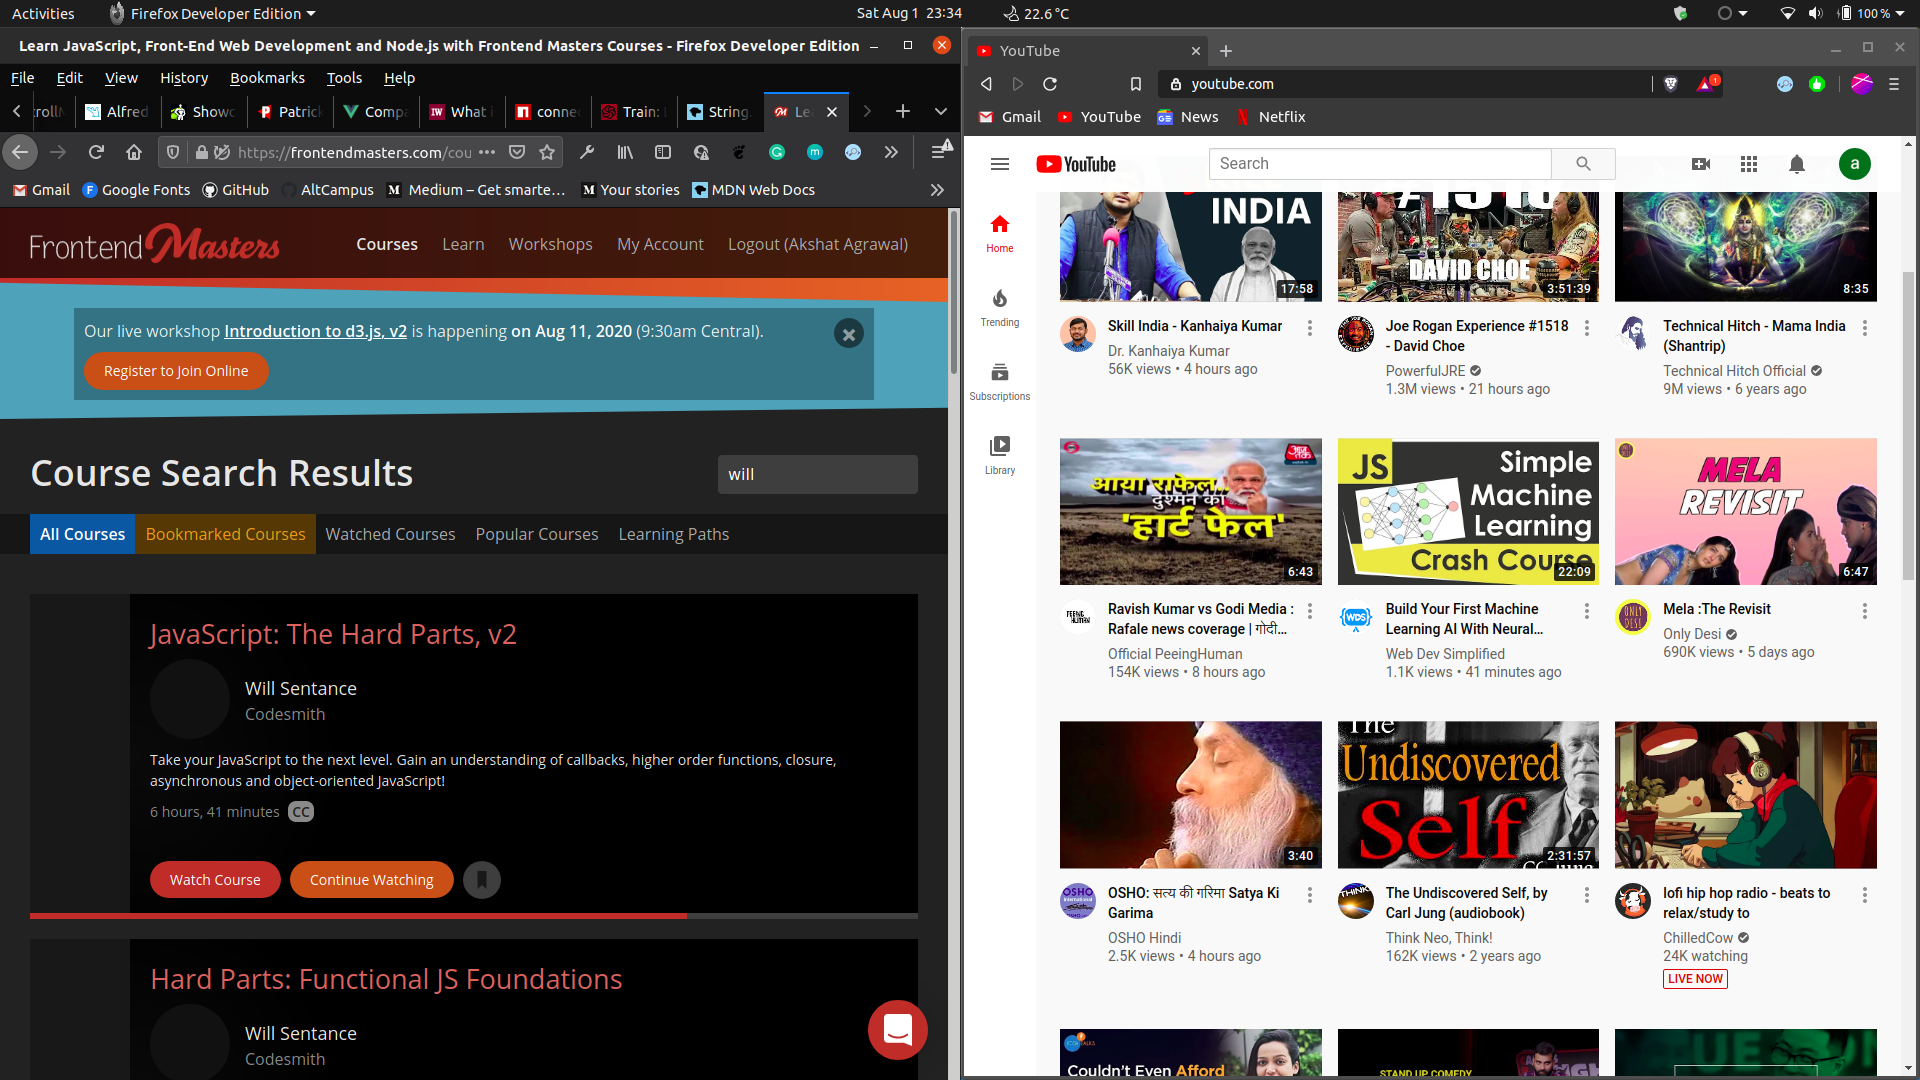 Activities
Firefox Developer Edition
Sat Aug 1 23:34
22.6 °C
100 %
Learn JavaScript, Front-End Web Development and Node.js with Frontend Masters Courses - Firefox Developer Edition
File Edit View History Bookmarks Tools Help
Alfred
Showc
Patrick
Compa
What i
conne
Train:
String.
Le
https://frontendmasters.com/cou
Gmail
Google Fonts
GitHub
AltCampus
Medium – Get smarte…
Your stories
MDN Web Docs
Frontend Masters
Courses
Learn
Workshops
My Account
Logout (Akshat Agrawal)
Our live workshop Introduction to d3.js, v2 is happening on Aug 11, 2020 (9:30am Central).
Register to Join Online
Course Search Results
will
All Courses
Bookmarked Courses
Watched Courses
Popular Courses
Learning Paths
JavaScript: The Hard Parts, v2
Will Sentance
Codesmith
Take your JavaScript to the next level. Gain an understanding of callbacks, higher order functions, closure,
asynchronous and object-oriented JavaScript!
6 hours, 41 minutes CC
Watch Course
Continue Watching
Hard Parts: Functional JS Foundations
Will Sentance
Codesmith
YouTube
youtube.com
1
Gmail
YouTube
News
Netflix
YouTube
Search
a
Home
Trending
Subscriptions
Library
INDIA
17:58
#1518
DAVID CHOE
3:51:39
8:35
Skill India - Kanhaiya Kumar
Dr. Kanhaiya Kumar
56K views • 4 hours ago
Joe Rogan Experience #1518
- David Choe
PowerfulJRE
1.3M views • 21 hours ago
Technical Hitch - Mama India
(Shantrip)
Technical Hitch Official
9M views • 6 years ago
आया राफेल...
दुश्मन का
'हार्ट फेल'
आज तक
6:43
JS
Simple
Machine
Learning
Crash Course
22:09
MELA
REVISIT
6:47
Ravish Kumar vs Godi Media :
Rafale news coverage | गोदी...
Official PeeingHuman
154K views • 8 hours ago
WDS
Build Your First Machine
Learning AI With Neural...
Web Dev Simplified
1.1K views • 41 minutes ago
ONLY
DESI
Mela :The Revisit
Only Desi
690K views • 5 days ago
3:40
The
Undiscovered
Self
2:31:57
OSHO
OSHO: सत्य की गरिमा Satya Ki
Garima
OSHO Hindi
2.5K views • 4 hours ago
THINK
The Undiscovered Self, by
Carl Jung (audiobook)
Think Neo, Think!
162K views • 2 years ago
lofi hip hop radio - beats to
relax/study to
ChilledCow
24K watching
LIVE NOW
Couldn't Even Afford
STAND UP COMEDY